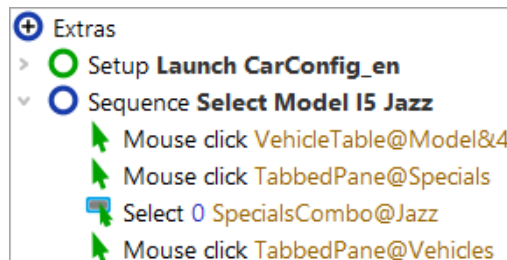 Extras
Setup Launch CarConfig_en
Sequence Select Model I5 Jazz
Mouse click VehicleTable@Model&4
Mouse click TabbedPane@Specials
Select 0 SpecialsCombo@Jazz
Mouse click TabbedPane@Vehicles